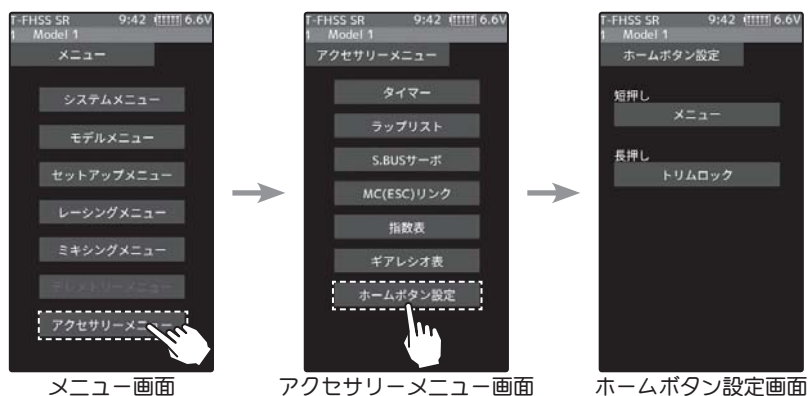 T-FHSS SR 9:42 6.6V
1 Model 1
メニュー
システムメニュー
モデルメニュー
セットアップメニュー
レーシングメニュー
ミキシングメニュー
テレメトリーメニュー
アクセサリーメニュー
メニュー画面
T-FHSS SR 9:42 6.6V
1 Model 1
アクセサリーメニュー
タイマー
ラップリスト
S.BUSサーボ
MC(ESC)リンク
指数表
ギアレシオ表
ホームボタン設定
アクセサリーメニュー画面
T-FHSS SR 9:42 6.6V
1 Model 1
ホームボタン設定
短押し
メニュー
長押し
トリムロック
ホームボタン設定画面